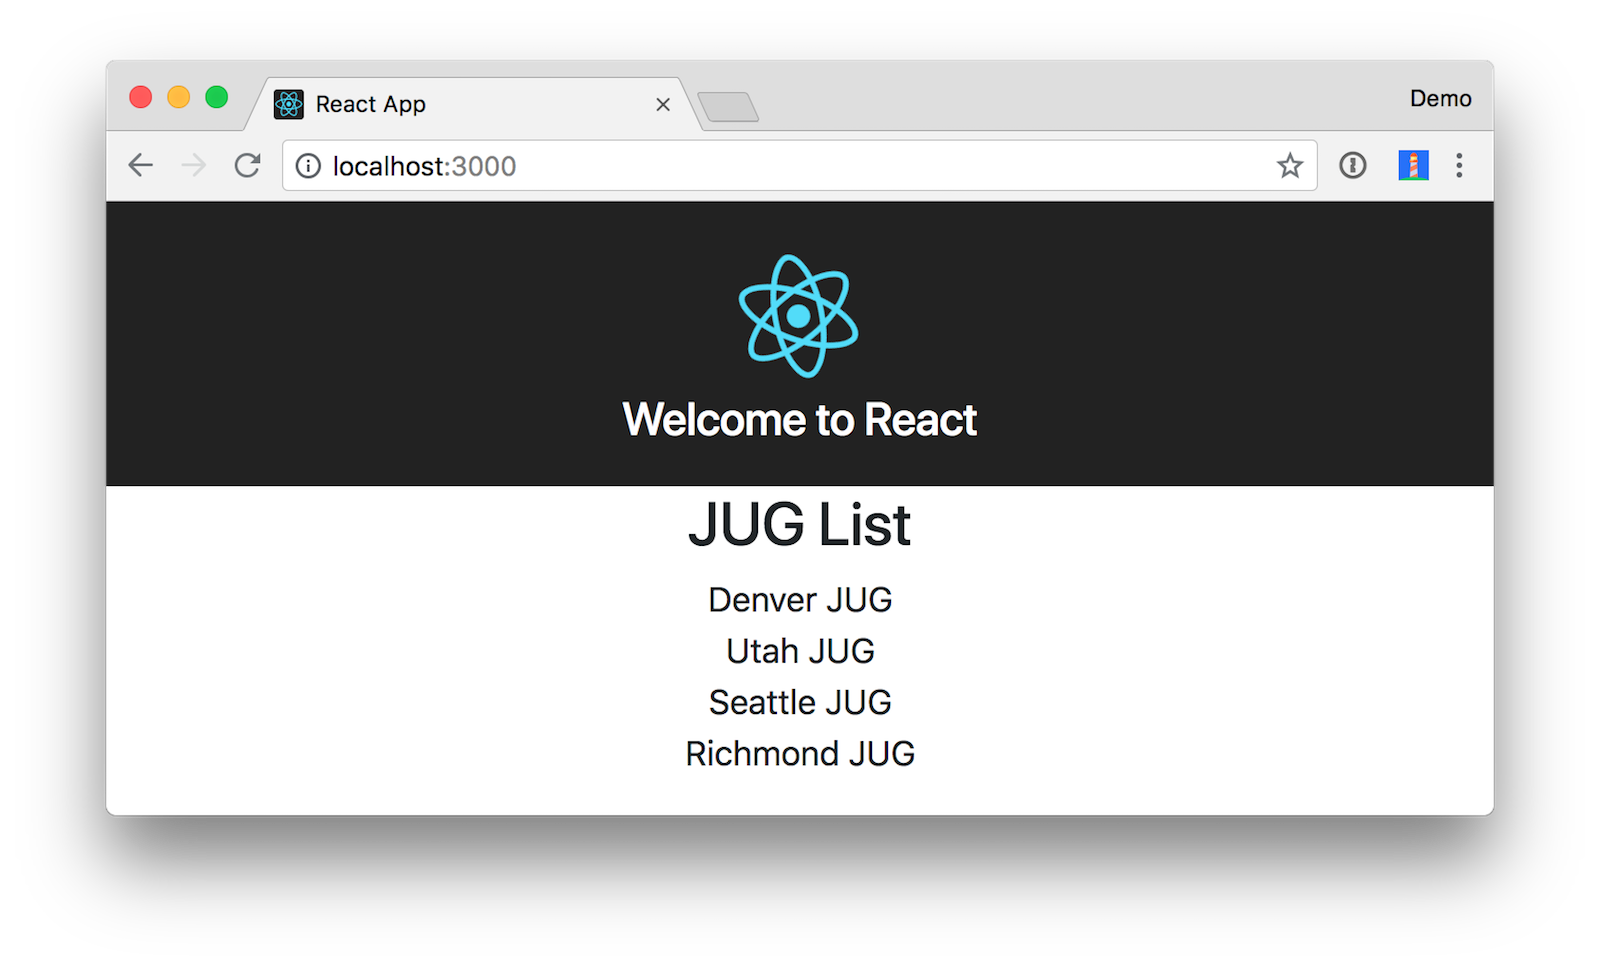 React App
Demo
localhost:3000
Welcome to React
JUG List
Denver JUG
Utah JUG
Seattle JUG
Richmond JUG